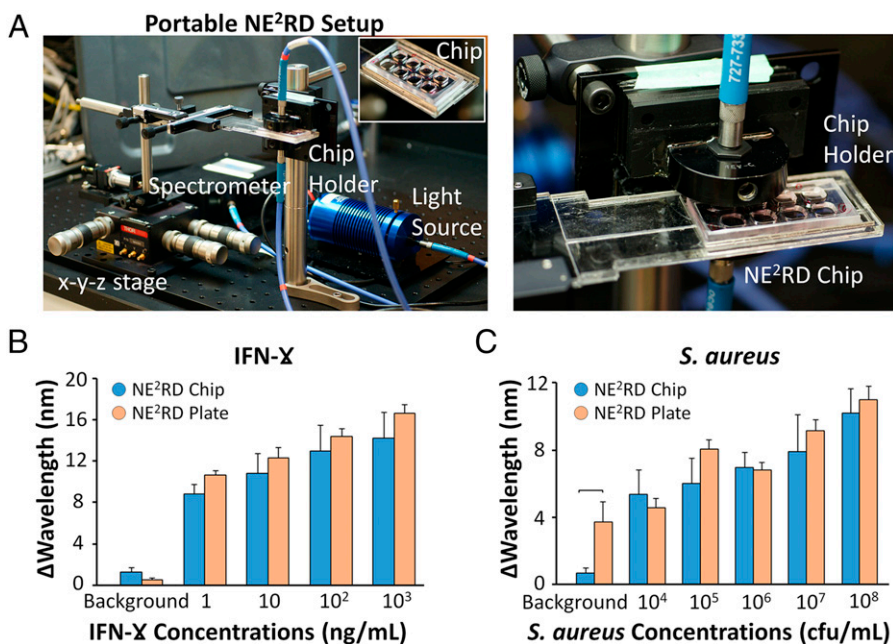 A
Portable NE²RD Setup
Chip
Chip
Holder
Spectrometer
Light
Source
x-y-z stage
727-733
Chip
Holder
NE²RD Chip
B
IFN-Ɣ
NE²RD Chip
NE²RD Plate
ΔWavelength (nm)
20
16
12
8
4
0
Background 1 10 10² 10³
IFN-Ɣ Concentrations (ng/mL)
C
S. aureus
NE²RD Chip
NE²RD Plate
ΔWavelength (nm)
12
8
4
0
Background 10⁴ 10⁵ 10⁶ 10⁷ 10⁸
S. aureus Concentrations (cfu/mL)